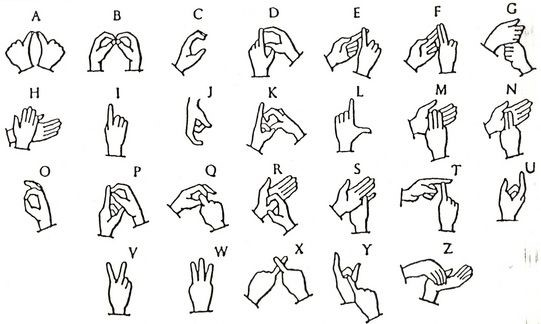 A B C D E F G
H I J K L M N
O P Q R S T U
V W X Y Z